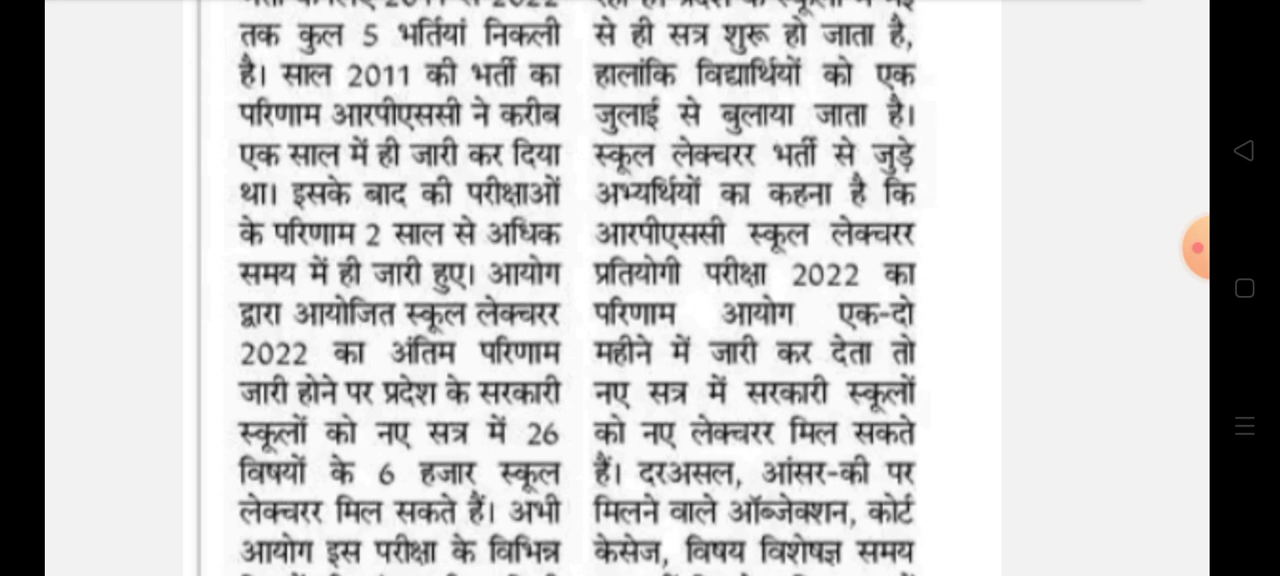 तक कुल 5 भर्तियां निकली
है। साल 2011 की भर्ती का
परिणाम आरपीएससी ने करीब
एक साल में ही जारी कर दिया
था। इसके बाद की परीक्षाओं
के परिणाम 2 साल से अधिक
समय में ही जारी हुए। आयोग
द्वारा आयोजित स्कूल लेक्चरर
2022 का अंतिम परिणाम
जारी होने पर प्रदेश के सरकारी
स्कूलों को नए सत्र में 26
विषयों के 6 हजार स्कूल
लेक्चरर मिल सकते हैं। अभी
आयोग इस परीक्षा के विभिन्न
से ही सत्र शुरू हो जाता है,
हालांकि विद्यार्थियों को एक
जुलाई से बुलाया जाता है।
स्कूल लेक्चरर भर्ती से जुड़े
अभ्यर्थियों का कहना है कि
आरपीएससी स्कूल लेक्चरर
प्रतियोगी परीक्षा 2022 का
परिणाम आयोग एक-दो
महीने में जारी कर देता तो
नए सत्र में सरकारी स्कूलों
को नए लेक्चरर मिल सकते
हैं। दरअसल, आंसर-की पर
मिलने वाले ऑब्जेक्शन, कोर्ट
केसेज, विषय विशेषज्ञ समय